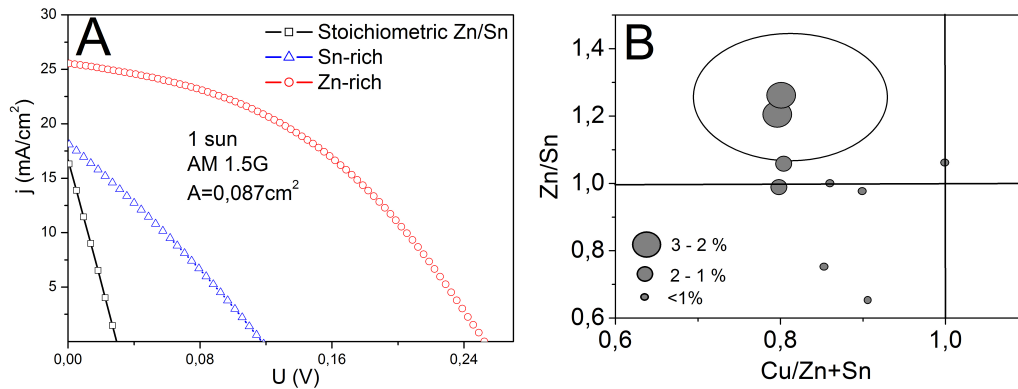 A
Stoichiometric Zn/Sn
Sn-rich
Zn-rich
1 sun
AM 1.5G
A=0,087cm²
j (mA/cm²)
30
25
20
15
10
5
0,00
0,08
0,16
0,24
U (V)
B
Zn/Sn
1,4
1,2
1,0
0,8
0,6
3 - 2 %
2 - 1 %
<1%
0,6
0,8
1,0
Cu/Zn+Sn